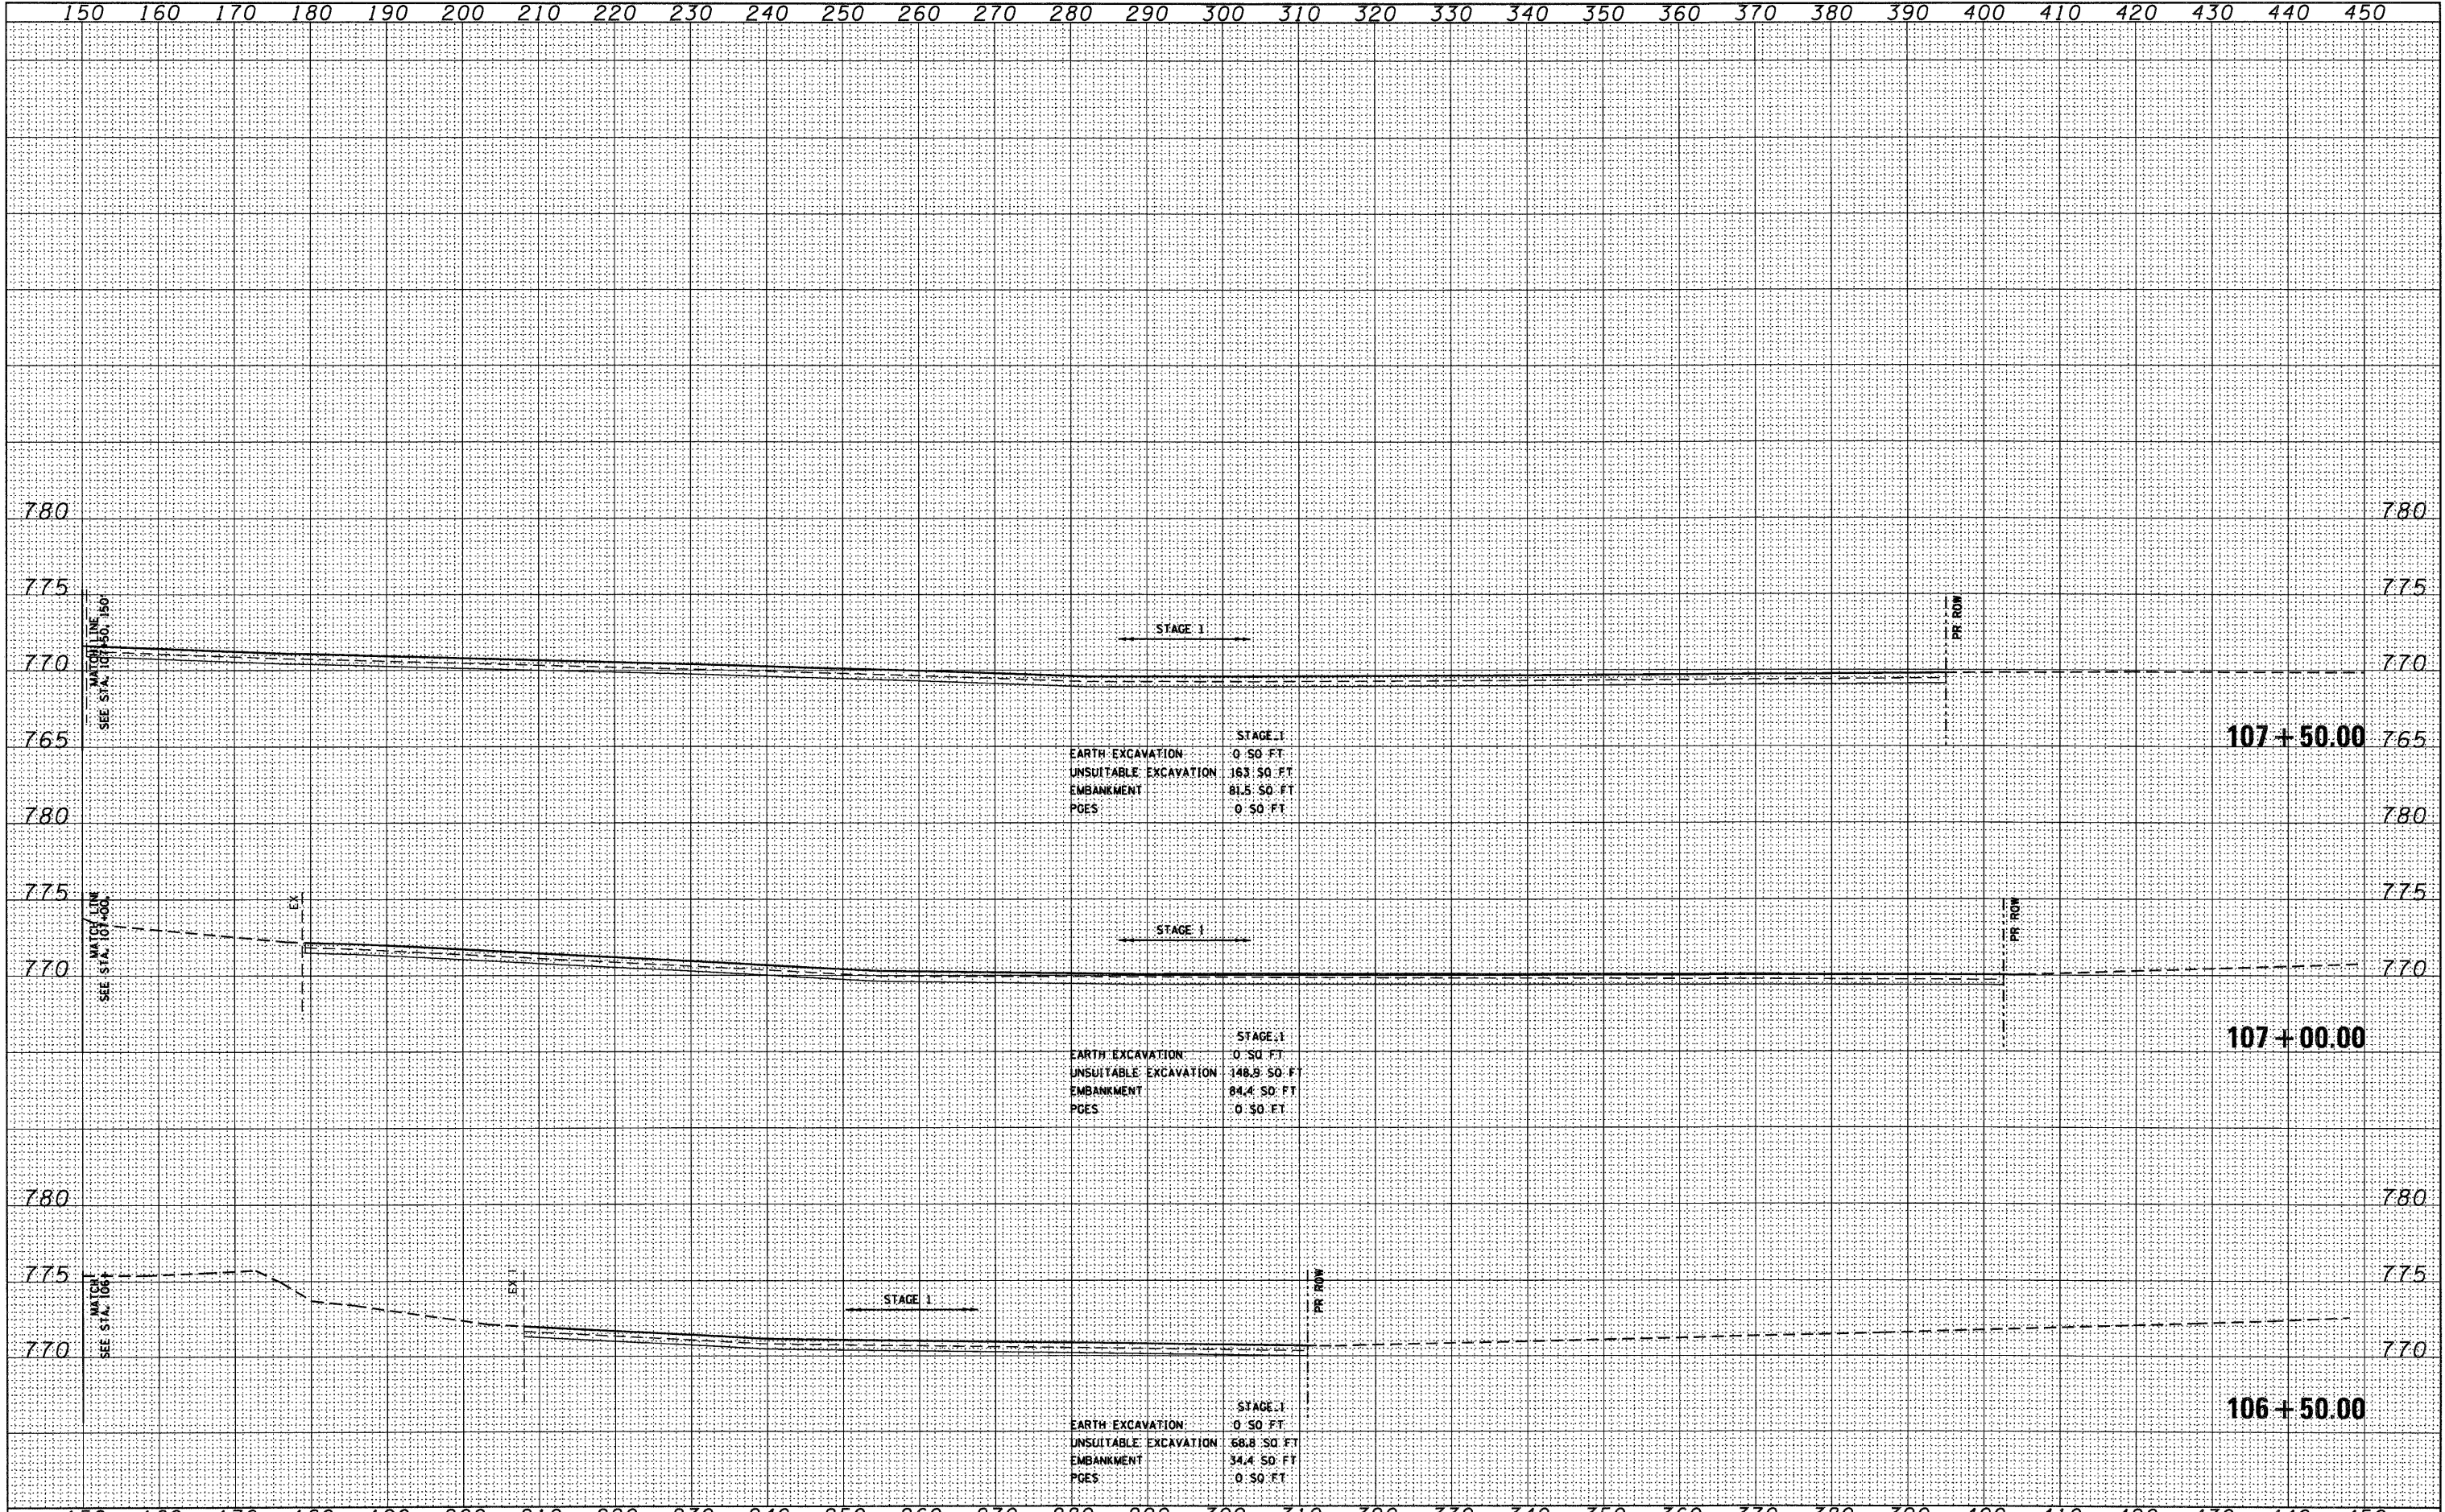 150 160 170 180 190 200 210 220 230 240 250 260 270 280 290 300 310 320 330 340 350 360 370 380 390 400 410 420 430 440 450
780 780
775 775
MATCH LINE
SEE STA. 107+50, 150'
STAGE 1
PR ROW
770 770
STAGE 1
765 107+50.00 765
EARTH EXCAVATION 0 SQ FT
UNSUITABLE EXCAVATION 163 SQ FT
EMBANKMENT 81.5 SQ FT
PGES 0 SQ FT
780 780
775 775
MATCH LINE
SEE STA. 107+00,
EX
STAGE 1
PR ROW
770 770
STAGE 1
107+00.00
EARTH EXCAVATION 0 SQ FT
UNSUITABLE EXCAVATION 148.9 SQ FT
EMBANKMENT 84.4 SQ FT
PGES 0 SQ FT
780 780
775 775
MATCH
SEE STA. 106+
EX
STAGE 1
PR ROW
770 770
STAGE 1
106+50.00
EARTH EXCAVATION 0 SQ FT
UNSUITABLE EXCAVATION 68.8 SQ FT
EMBANKMENT 34.4 SQ FT
PGES 0 SQ FT